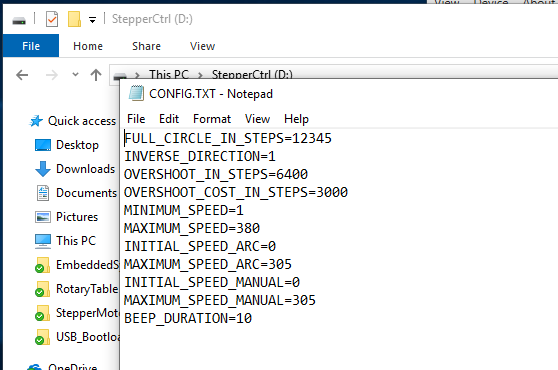 View Device About
StepperCtrl (D:)
File Home Share View
This PC StepperCtrl (D:)
CONFIG.TXT - Notepad
File Edit Format View Help
FULL_CIRCLE_IN_STEPS=12345
INVERSE_DIRECTION=1
OVERSHOOT_IN_STEPS=6400
OVERSHOOT_COST_IN_STEPS=3000
MINIMUM_SPEED=1
MAXIMUM_SPEED=380
INITIAL_SPEED_ARC=0
MAXIMUM_SPEED_ARC=305
INITIAL_SPEED_MANUAL=0
MAXIMUM_SPEED_MANUAL=305
BEEP_DURATION=10
Quick access
Desktop
Downloads
Documents
Pictures
This PC
EmbeddedS
RotaryTable
StepperMot
USB_Bootloa
OneDrive